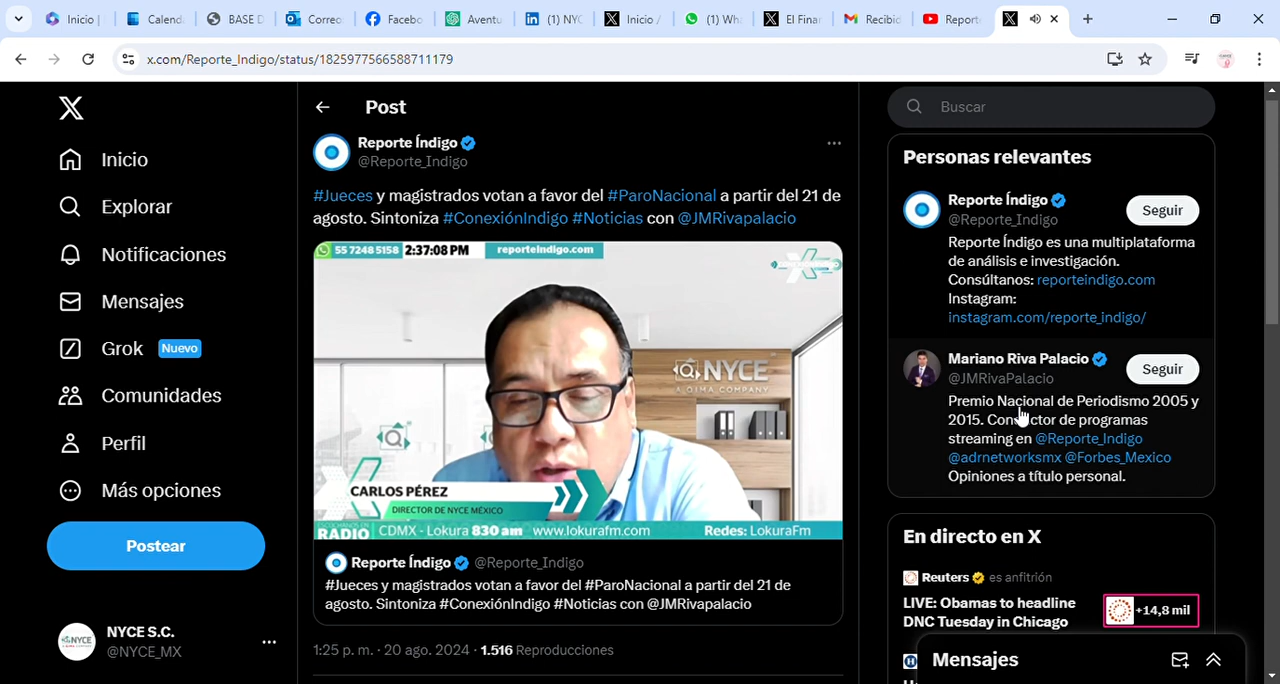 Inicio |
Calend
BASE D
Correo
Facebo
Aventu
(1) NYC
Inicio /
(1) Wha
El Finan
Recibid
Reporte
x.com/Reporte_Indigo/status/1825977566588711179
Inicio
Explorar
Notificaciones
Mensajes
Grok Nuevo
Comunidades
Perfil
Más opciones
Postear
NYCE S.C.
@NYCE_MX
Post
Reporte Índigo
@Reporte_Indigo
#Jueces y magistrados votan a favor del #ParoNacional a partir del 21 de
agosto. Sintoniza #ConexiónIndigo #Noticias con @JMRivapalacio
55 7248 5158 2:37:08 PM reporteindigo.com
NYCE
A QIMA COMPANY
CARLOS PÉREZ
DIRECTOR DE NYCE MÉXICO
ESCÚCHANOS EN
RADIO CDMX - Lokura 830 am www.lokurafm.com Redes: LokuraFm
Reporte Índigo @Reporte_Indigo
#Jueces y magistrados votan a favor del #ParoNacional a partir del 21 de
agosto. Sintoniza #ConexiónIndigo #Noticias con @JMRivapalacio
1:25 p. m. · 20 ago. 2024 · 1.516 Reproducciones
Buscar
Personas relevantes
Reporte Índigo
@Reporte_Indigo
Seguir
Reporte Índigo es una multiplataforma
de análisis e investigación.
Consúltanos: reporteindigo.com
Instagram:
instagram.com/reporte_indigo/
Mariano Riva Palacio
@JMRivaPalacio
Seguir
Premio Nacional de Periodismo 2005 y
2015. Conductor de programas
streaming en @Reporte_Indigo
@adrnetworksmx @Forbes_Mexico
Opiniones a título personal.
En directo en X
Reuters es anfitrión
LIVE: Obamas to headline
DNC Tuesday in Chicago
+14,8 mil
Mensajes